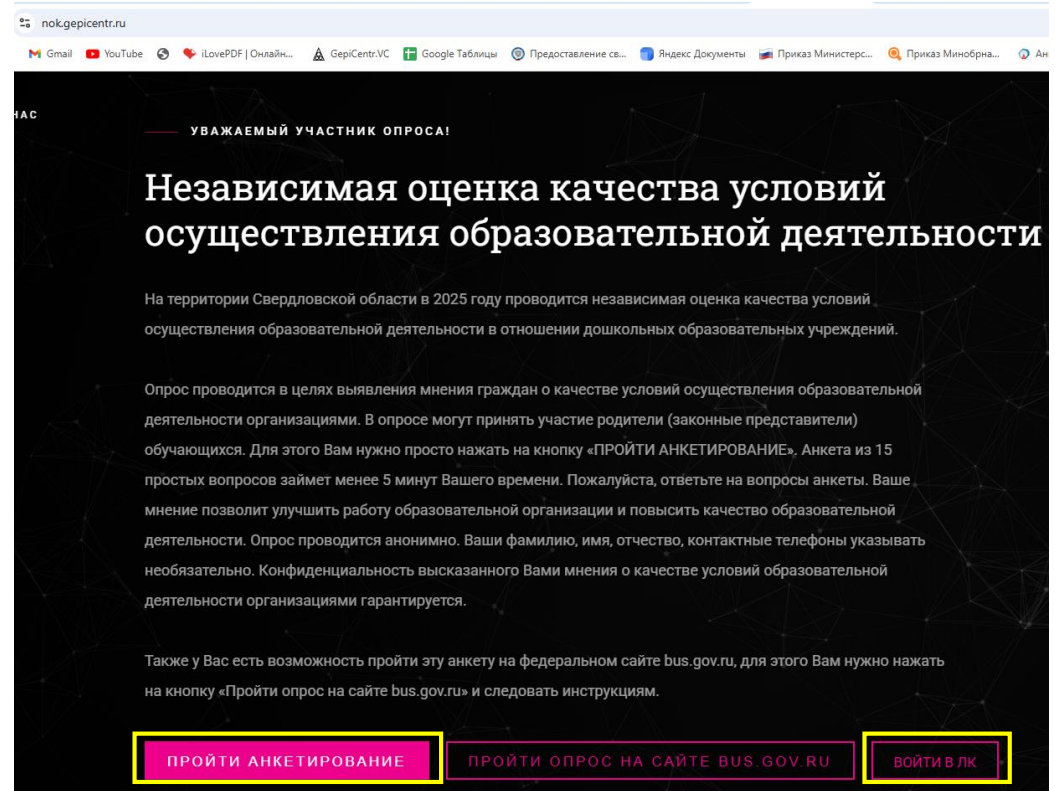 nok.gepicentr.ru
Gmail YouTube iLovePDF | Онлайн... GepiCentr.VC Google Таблицы Предоставление св... Яндекс Документы Приказ Министерс... Приказ Минобрна... Ан
НАС
УВАЖАЕМЫЙ УЧАСТНИК ОПРОСА!
Независимая оценка качества условий
осуществления образовательной деятельности
На территории Свердловской области в 2025 году проводится независимая оценка качества условий
осуществления образовательной деятельности в отношении дошкольных образовательных учреждений.
Опрос проводится в целях выявления мнения граждан о качестве условий осуществления образовательной
деятельности организациями. В опросе могут принять участие родители (законные представители)
обучающихся. Для этого Вам нужно просто нажать на кнопку «ПРОЙТИ АНКЕТИРОВАНИЕ». Анкета из 15
простых вопросов займет менее 5 минут Вашего времени. Пожалуйста, ответьте на вопросы анкеты. Ваше
мнение позволит улучшить работу образовательной организации и повысить качество образовательной
деятельности. Опрос проводится анонимно. Ваши фамилию, имя, отчество, контактные телефоны указывать
необязательно. Конфиденциальность высказанного Вами мнения о качестве условий образовательной
деятельности организациями гарантируется.
Также у Вас есть возможность пройти эту анкету на федеральном сайте bus.gov.ru, для этого Вам нужно нажать
на кнопку «Пройти опрос на сайте bus.gov.ru» и следовать инструкциям.
ПРОЙТИ АНКЕТИРОВАНИЕ ПРОЙТИ ОПРОС НА САЙТЕ BUS.GOV.RU ВОЙТИ В ЛК